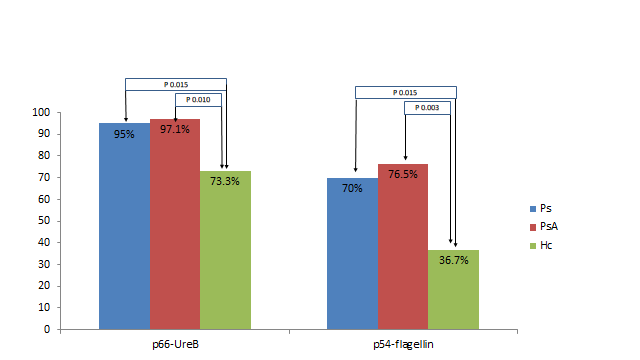 P 0.015
P 0.010
P 0.015
P 0.003
100
90
80
70
60
50
40
30
20
10
0
95%
97.1%
73.3%
70%
76.5%
36.7%
p66-UreB
p54-flagellin
Ps
PsA
Hc